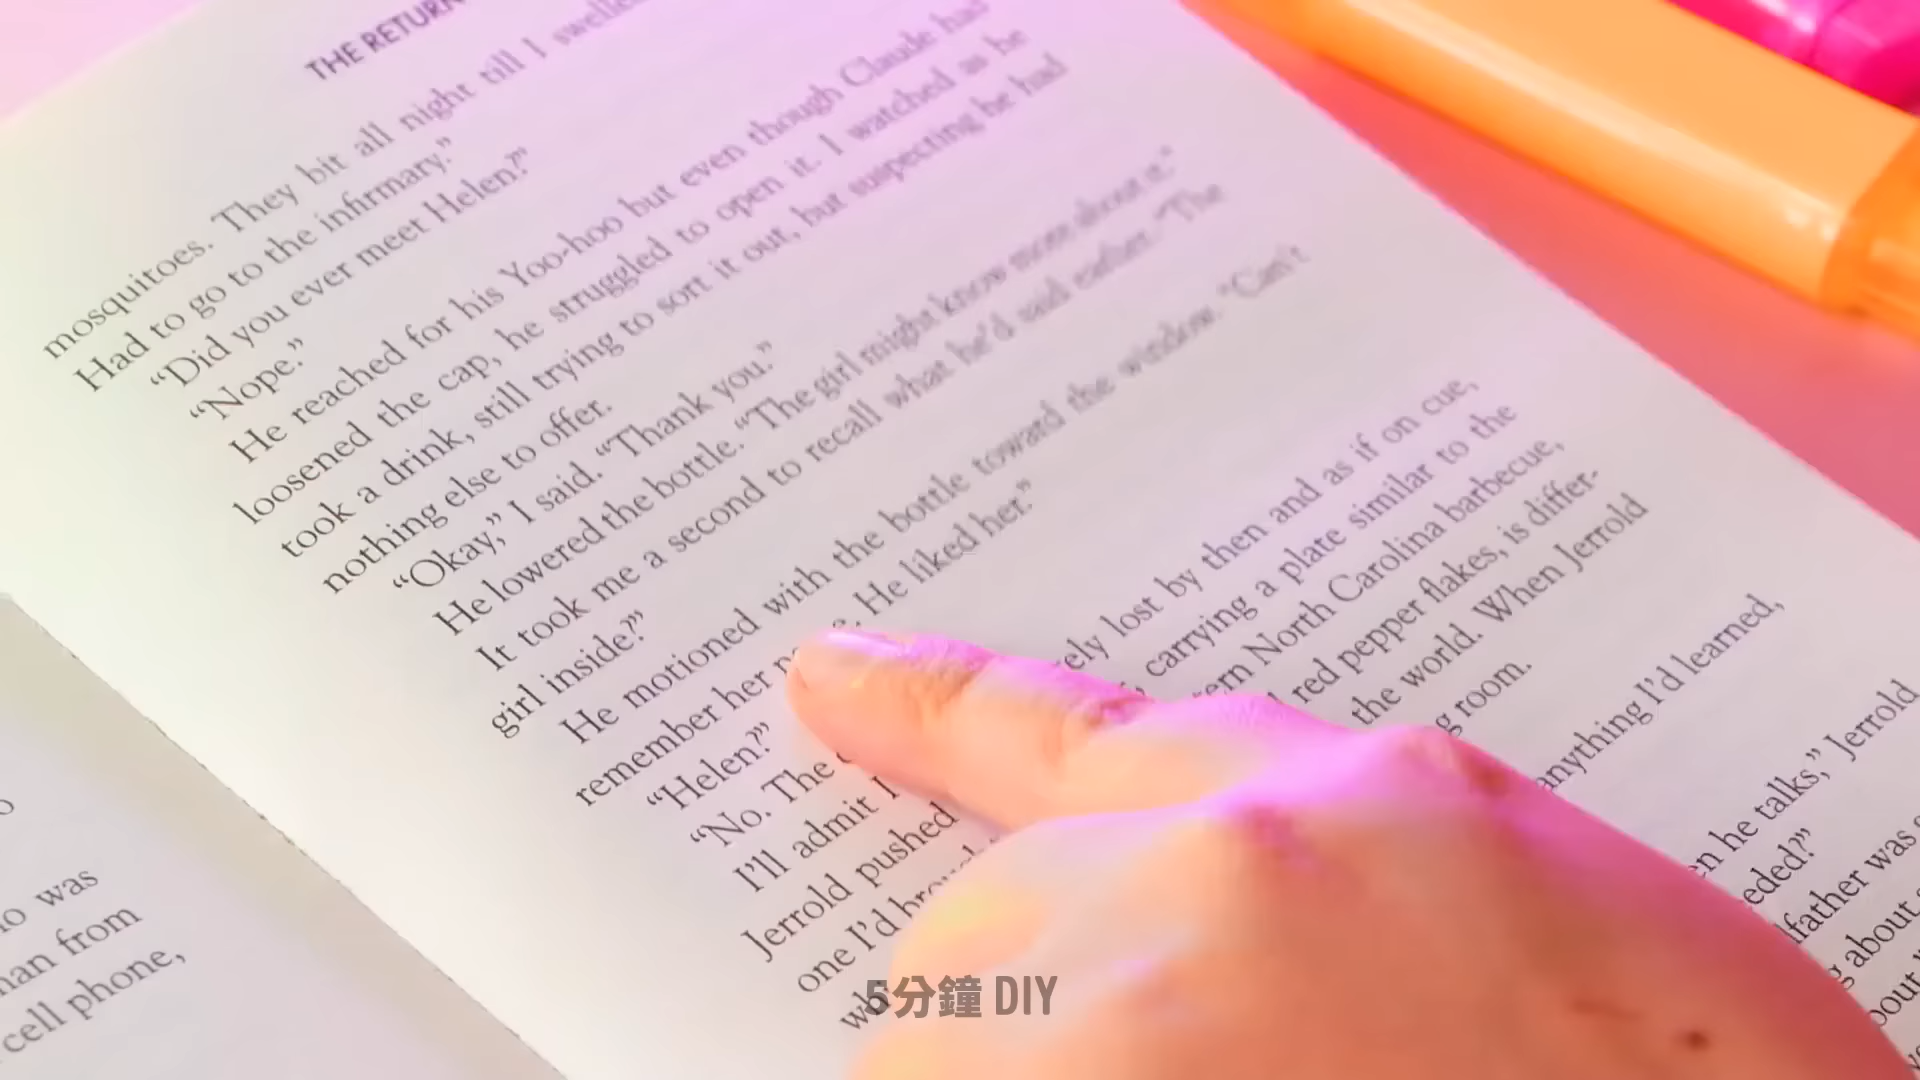 THE RETURN
mosquitoes. They bit all night till I swelled
Had to go to the infirmary.”
“Did you ever meet Helen?”
“Nope.”
He reached for his Yoo-hoo but even though Claude had
loosened the cap, he struggled to open it. I watched as he
took a drink, still trying to sort it out, but suspecting he had
nothing else to offer.
“Okay,” I said. “Thank you.”
He lowered the bottle. “The girl might know more about it.”
It took me a second to recall what he’d said earlier. “The
girl inside?”
He motioned with the bottle toward the window. “Can’t
remember her e. He liked her.”
“Helen?”
“No. The
I’ll admit I rely lost by then and as if on cue,
Jerrold pushed , carrying a plate similar to the
one I’d tern North Carolina barbecue,
red pepper flakes, is differ-
the world. When Jerrold
g room.
anything I’d learned,
en he talks,” Jerrold
eded?”
father was
about
o was
from
cell phone,
5分鐘 DIY